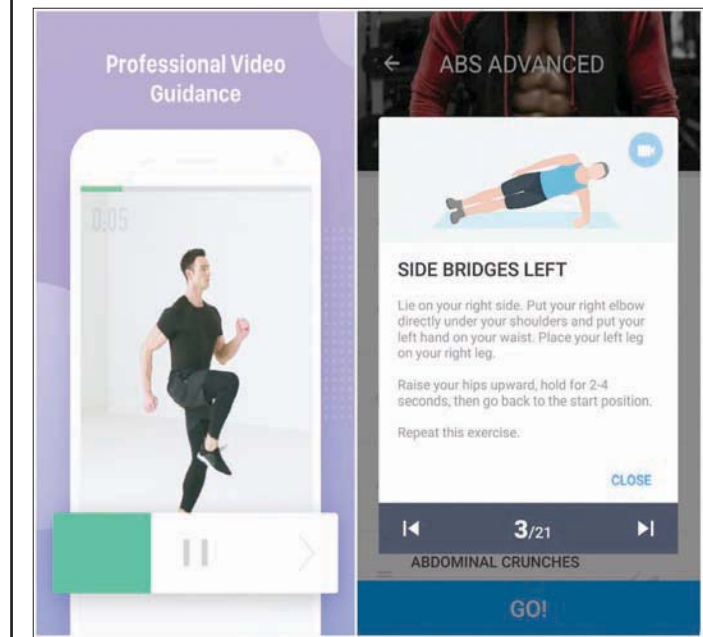 Professional Video
Guidance
0:05
ABS ADVANCED
SIDE BRIDGES LEFT
Lie on your right side. Put your right elbow
directly under your shoulders and put your
left hand on your waist. Place your left leg
on your right leg.
Raise your hips upward, hold for 2-4
seconds, then go back to the start position.
Repeat this exercise.
CLOSE
3/21
ABDOMINAL CRUNCHES
GO!